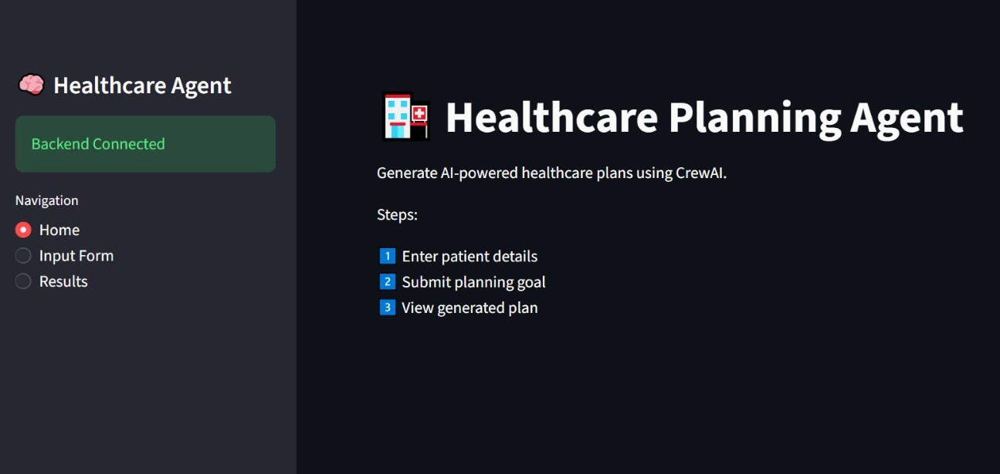 Healthcare Agent
Backend Connected
Navigation
Home
Input Form
Results
Healthcare Planning Agent
Generate AI-powered healthcare plans using CrewAI.
Steps:
1 Enter patient details
2 Submit planning goal
3 View generated plan